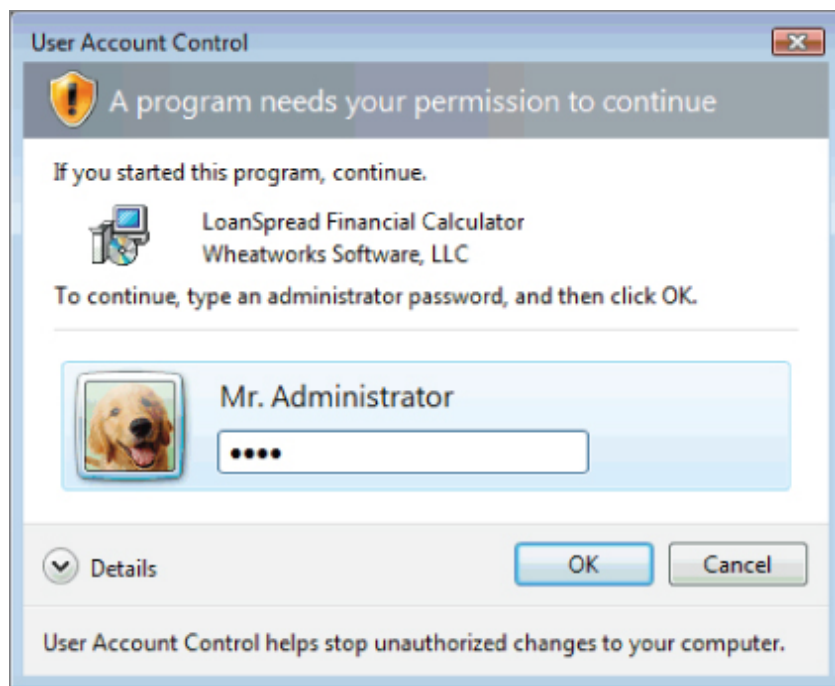 User Account Control
A program needs your permission to continue
If you started this program, continue.
LoanSpread Financial Calculator
Wheatworks Software, LLC
To continue, type an administrator password, and then click OK.
Mr. Administrator
••••
Details
OK
Cancel
User Account Control helps stop unauthorized changes to your computer.